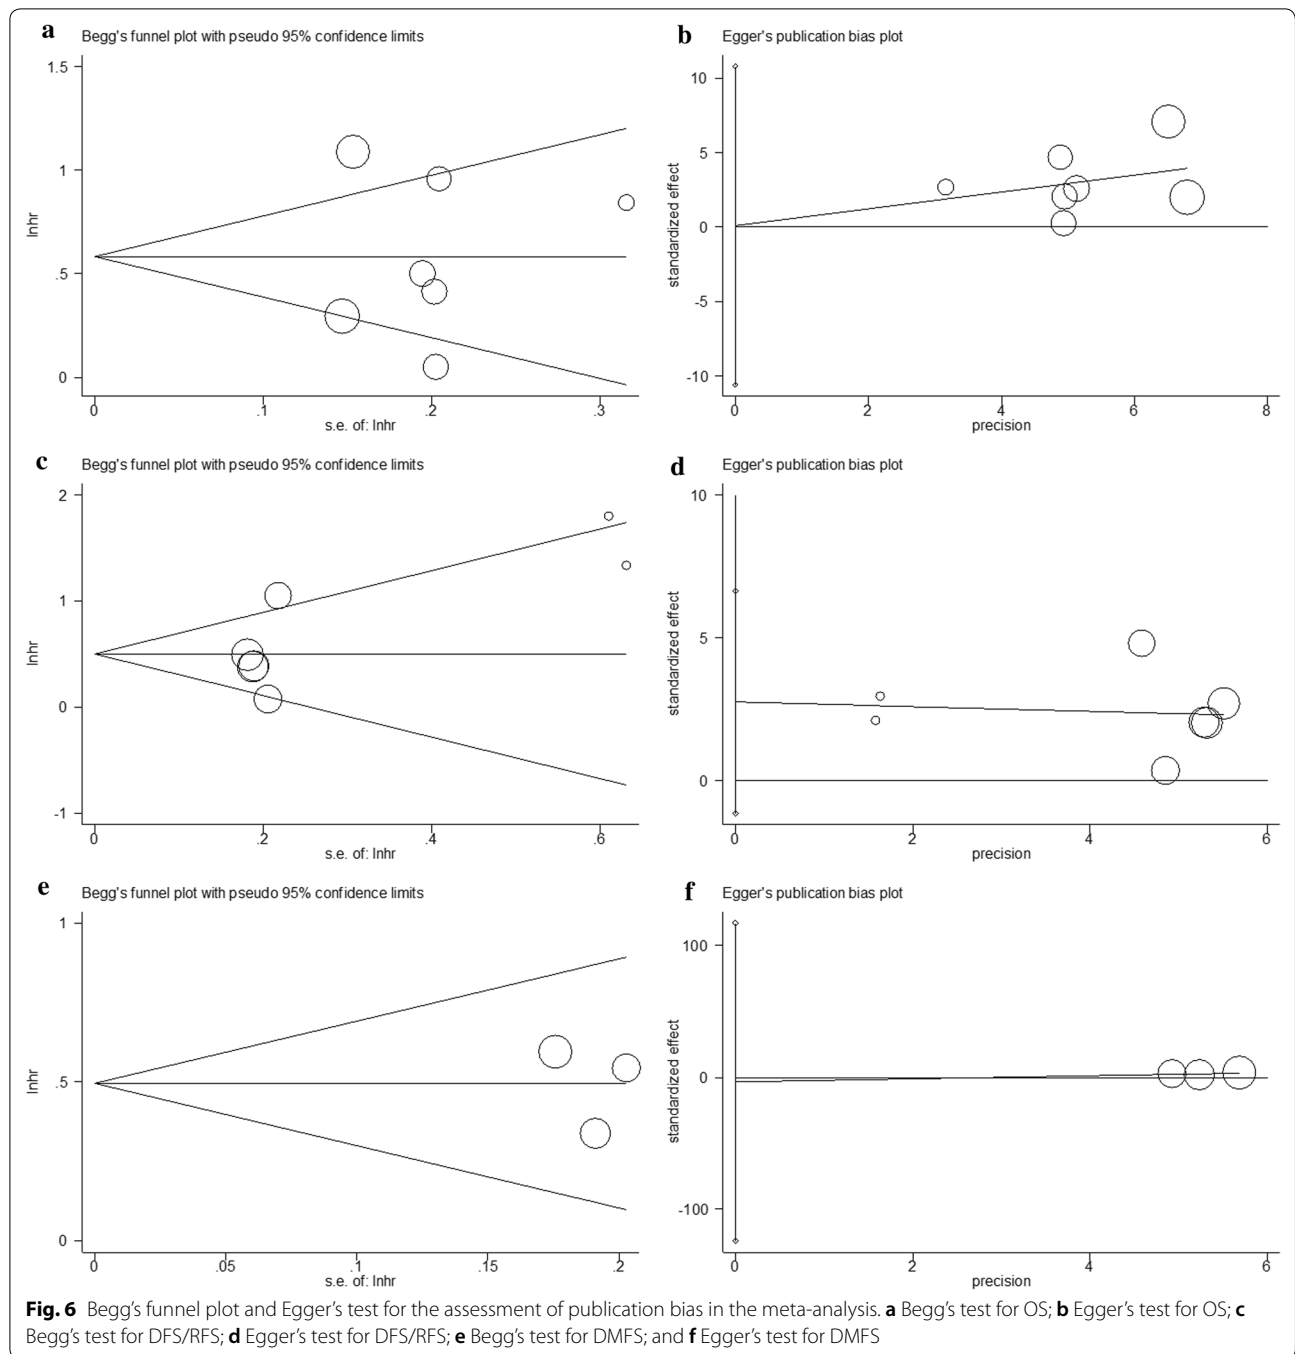 a Begg's funnel plot with pseudo 95% confidence limits
1.5
1
.5
0
lnhr
0 .1 .2 .3
s.e. of: lnhr
b Egger's publication bias plot
10
5
0
-5
-10
standardized effect
0 2 4 6 8
precision
c Begg's funnel plot with pseudo 95% confidence limits
2
1
0
-1
lnhr
0 .2 .4 .6
s.e. of: lnhr
d Egger's publication bias plot
10
5
0
standardized effect
0 2 4 6
precision
e Begg's funnel plot with pseudo 95% confidence limits
1
.5
0
lnhr
0 .05 .1 .15 .2
s.e. of: lnhr
f Egger's publication bias plot
100
0
-100
standardized effect
0 2 4 6
precision
Fig. 6 Begg's funnel plot and Egger's test for the assessment of publication bias in the meta-analysis. a Begg's test for OS; b Egger's test for OS; c
Begg's test for DFS/RFS; d Egger's test for DFS/RFS; e Begg's test for DMFS; and f Egger's test for DMFS